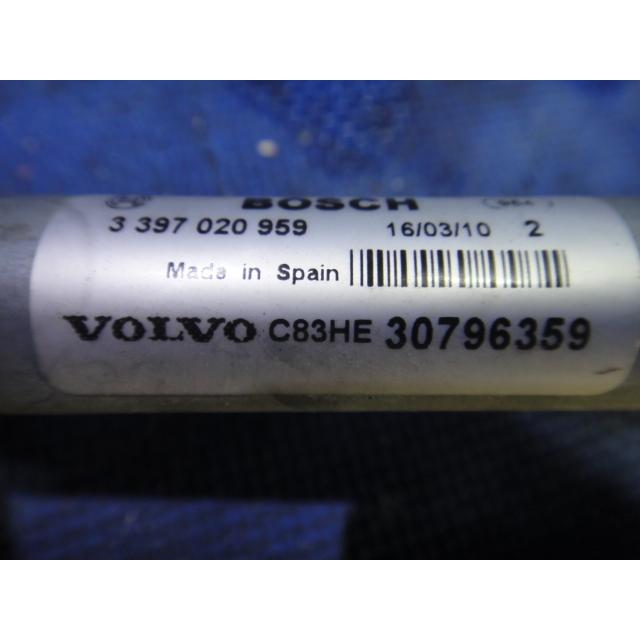 BOSCH
3 397 020 959 16/03/10 2
Made in Spain
VOLVO C83HE 30796359